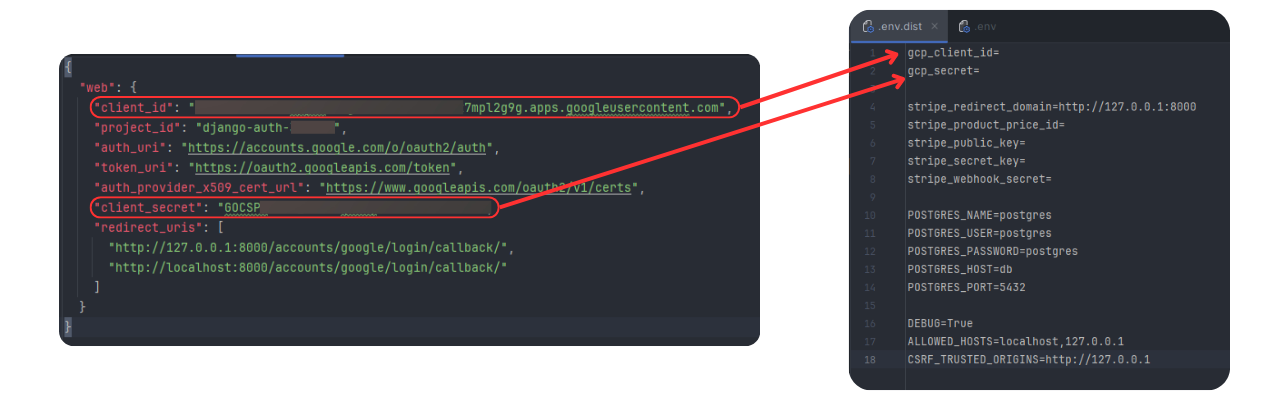 {
"web": {
"client_id": "7mpl2g9g.apps.googleusercontent.com",
"project_id": "django-auth-",
"auth_uri": "https://accounts.google.com/o/oauth2/auth",
"token_uri": "https://oauth2.googleapis.com/token",
"auth_provider_x509_cert_url": "https://www.googleapis.com/oauth2/v1/certs",
"client_secret": "GOCSP
"redirect_uris": [
"http://127.0.0.1:8000/accounts/google/login/callback/",
"http://localhost:8000/accounts/google/login/callback/"
]
}
}
.env.dist × .env
1 gcp_client_id=
2 gcp_secret=
4 stripe_redirect_domain=http://127.0.0.1:8000
5 stripe_product_price_id=
6 stripe_public_key=
7 stripe_secret_key=
8 stripe_webhook_secret=
9
10 POSTGRES_NAME=postgres
11 POSTGRES_USER=postgres
12 POSTGRES_PASSWORD=postgres
13 POSTGRES_HOST=db
14 POSTGRES_PORT=5432
15
16 DEBUG=True
17 ALLOWED_HOSTS=localhost,127.0.0.1
18 CSRF_TRUSTED_ORIGINS=http://127.0.0.1